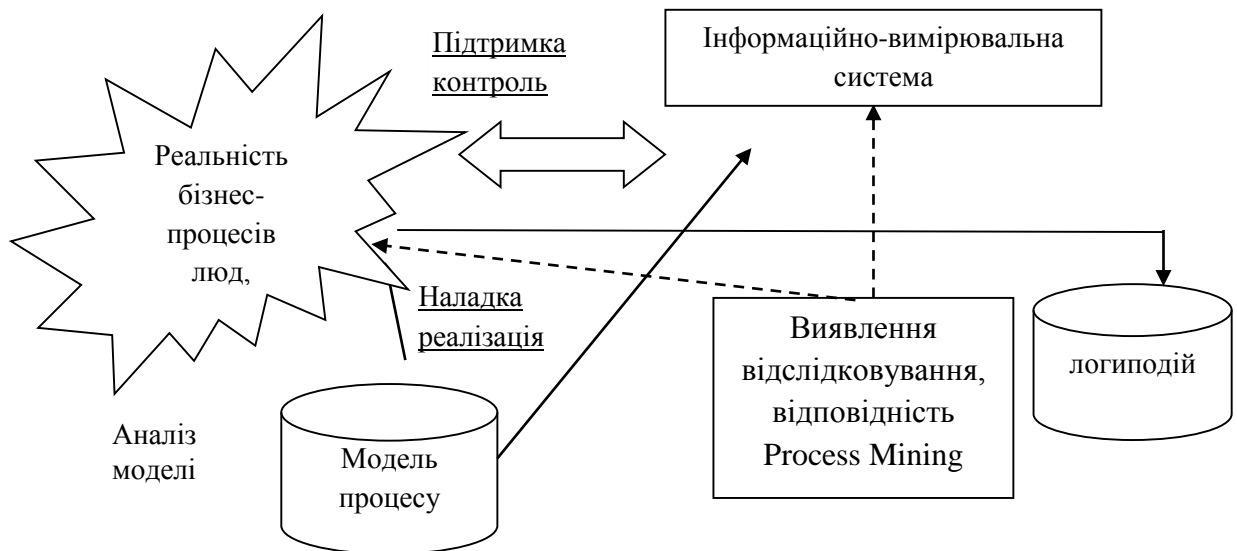 Підтримка
контроль
Інформаційно-вимірювальна
система
Реальність
бізнес-
процесів
люд,
Наладка
реалізація
Виявлення
відслідковування,
відповідність
Process Mining
логиподій
Аналіз
моделі
Модель
процесу